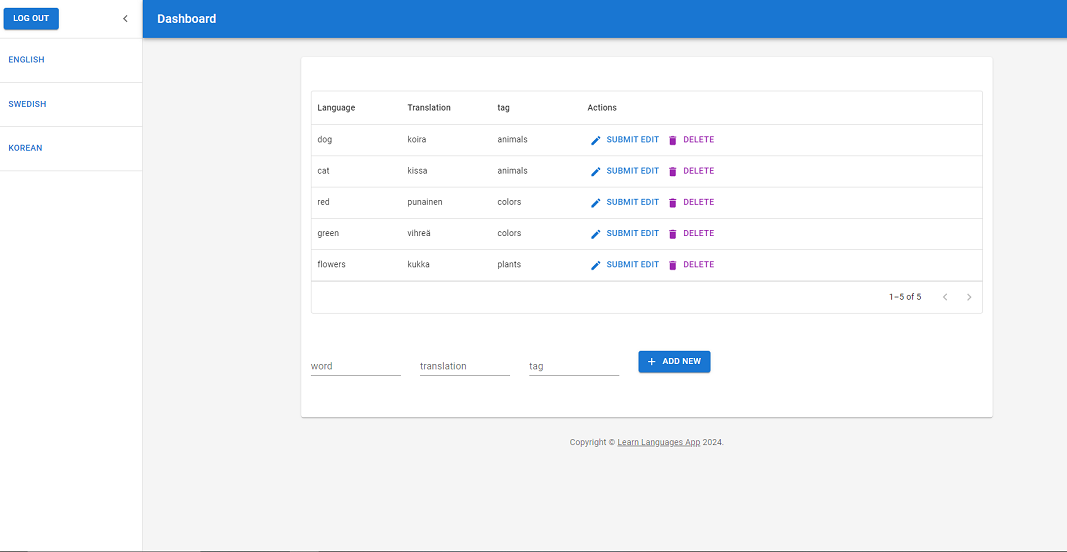 LOG OUT
Dashboard
ENGLISH
SWEDISH
KOREAN
Language Translation tag Actions
dog koira animals SUBMIT EDIT DELETE
cat kissa animals SUBMIT EDIT DELETE
red punainen colors SUBMIT EDIT DELETE
green vihreä colors SUBMIT EDIT DELETE
flowers kukka plants SUBMIT EDIT DELETE
1–5 of 5
word translation tag + ADD NEW
Copyright © Learn Languages App 2024.